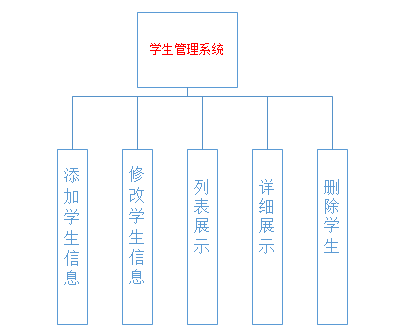 学生管理系统
添加学生信息
修改学生信息
列表展示
详细展示
删除学生